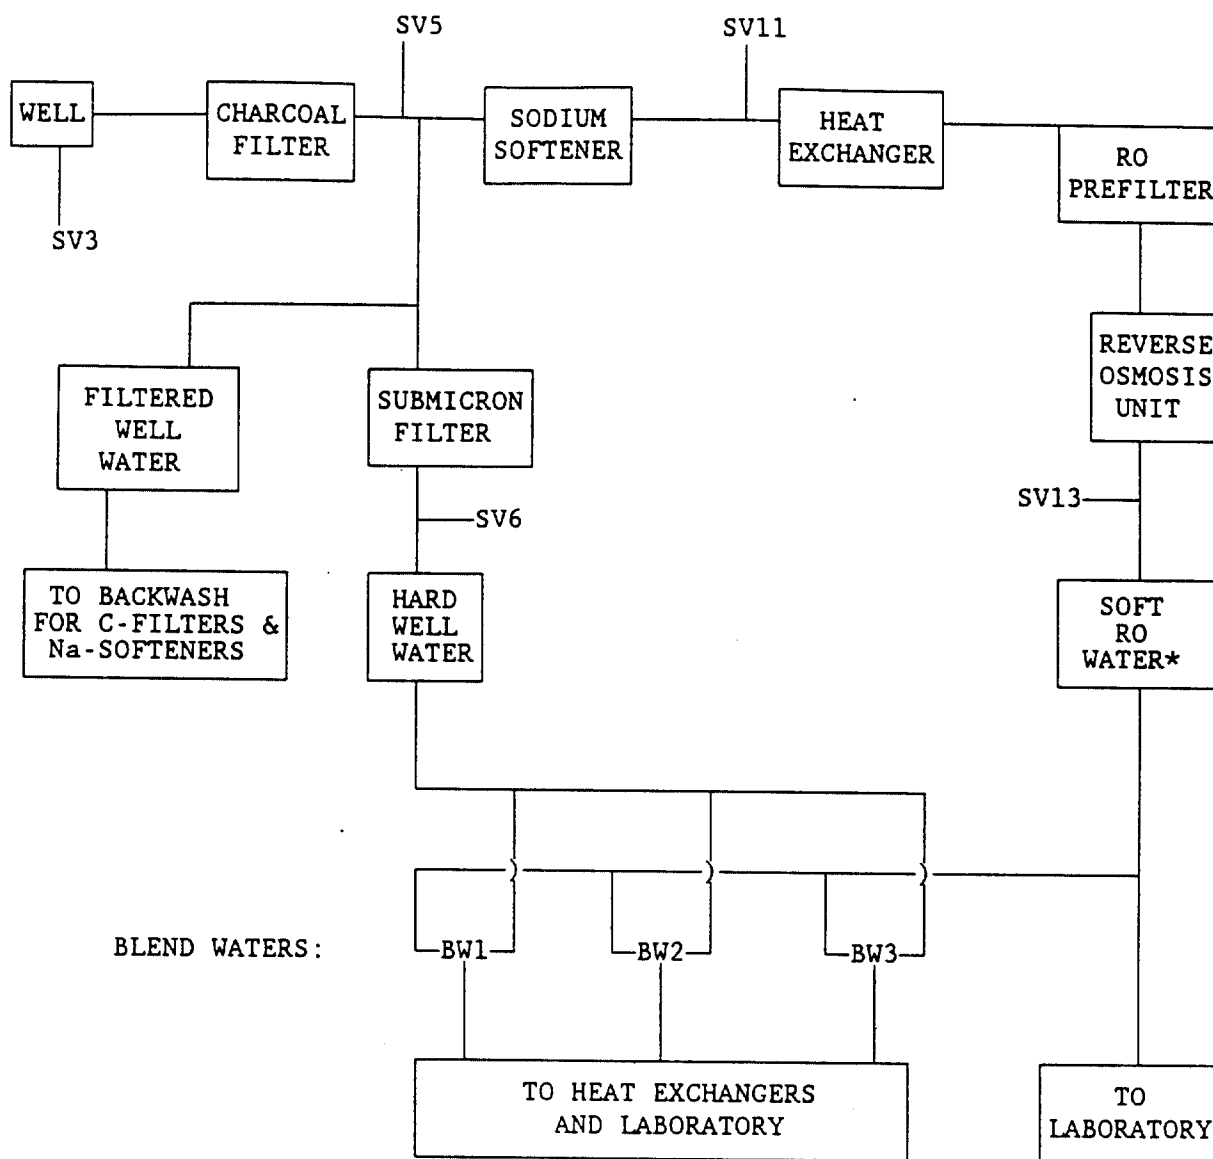 SV5
SV11
WELL
CHARCOAL
FILTER
SODIUM
SOFTENER
HEAT
EXCHANGER
RO
PREFILTER
SV3
REVERSE
OSMOSIS
UNIT
FILTERED
WELL
WATER
SUBMICRON
FILTER
SV13
SV6
TO BACKWASH
FOR C-FILTERS &
Na-SOFTENERS
HARD
WELL
WATER
SOFT
RO
WATER*
BLEND WATERS:
BW1
BW2
BW3
TO HEAT EXCHANGERS
AND LABORATORY
TO
LABORATORY